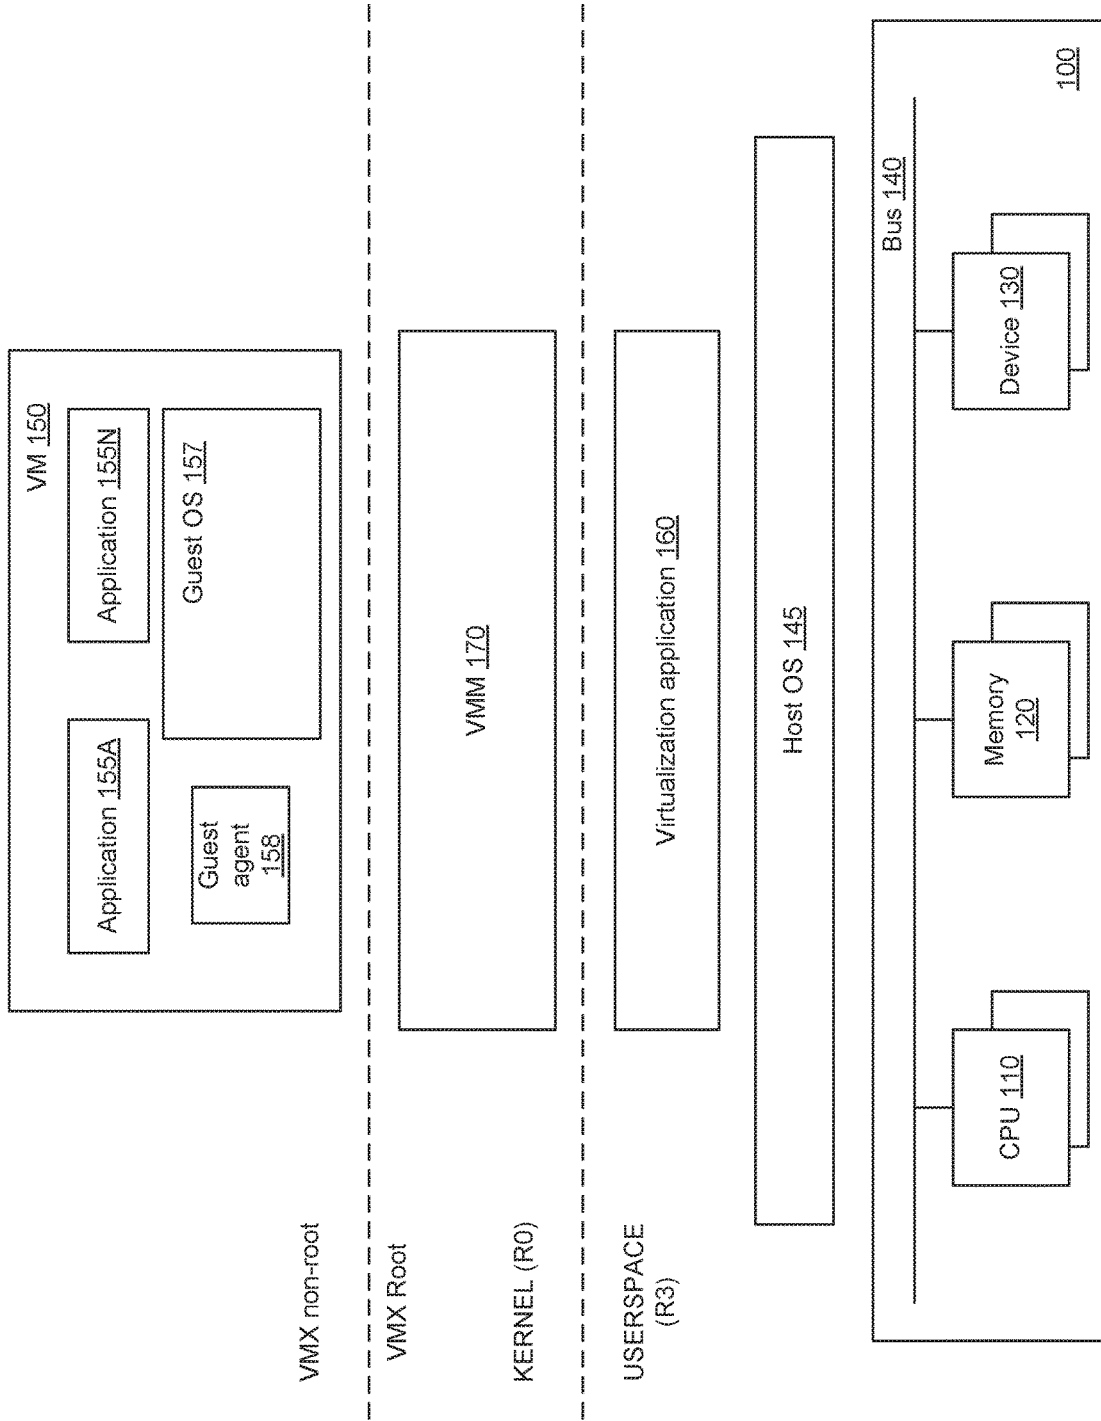 VM 150
Application 155A
Application 155N
Guest
agent
158
Guest OS 157
VMX non-root
VMX Root
VMM 170
KERNEL (R0)
USERSPACE
(R3)
Virtualization application 160
Host OS 145
Bus 140
CPU 110
Memory
120
Device 130
100